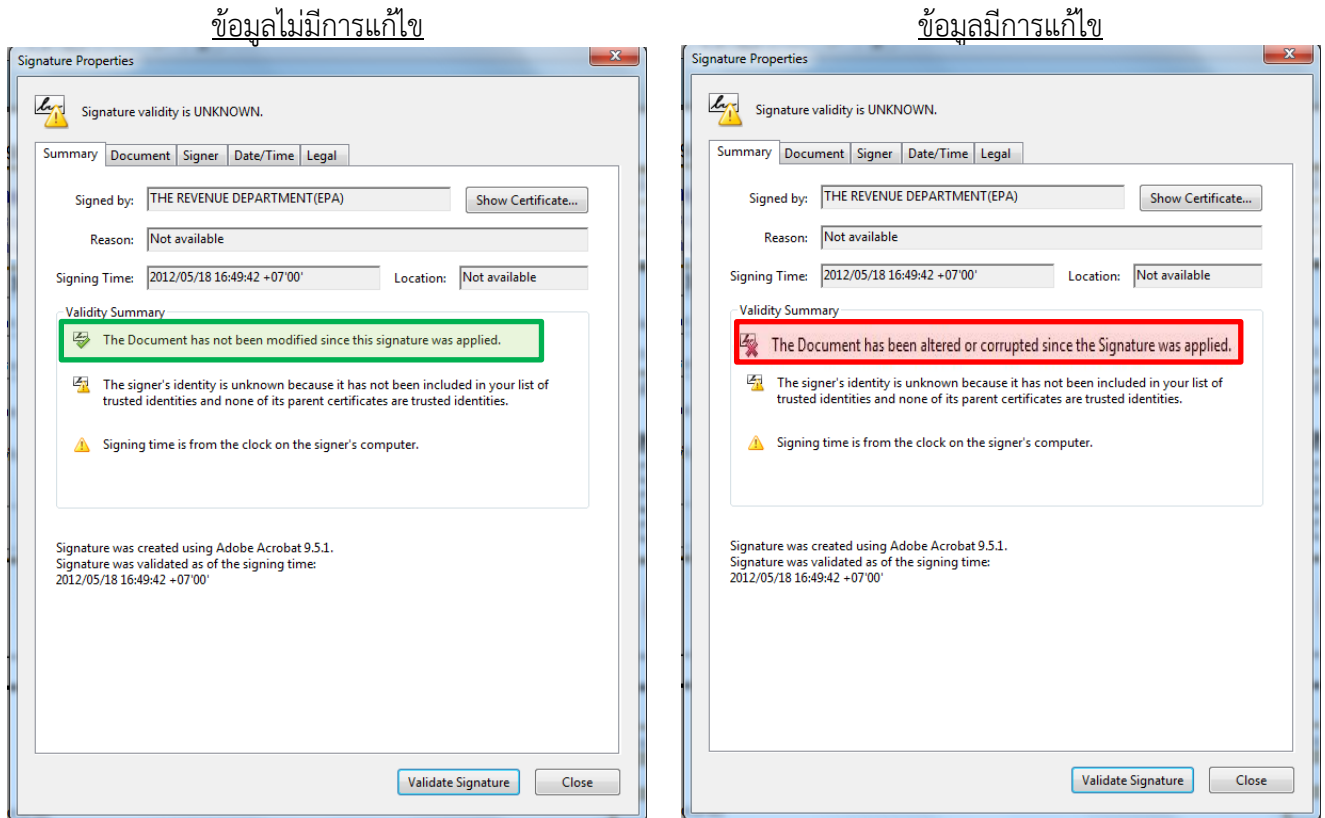 ข้อมูลไม่มีการแก้ไข
Signature Properties
Signature validity is UNKNOWN.
Summary Document Signer Date/Time Legal
Signed by: THE REVENUE DEPARTMENT(EPA) Show Certificate...
Reason: Not available
Signing Time: 2012/05/18 16:49:42 +07'00' Location: Not available
Validity Summary
The Document has not been modified since this signature was applied.
The signer's identity is unknown because it has not been included in your list of
trusted identities and none of its parent certificates are trusted identities.
Signing time is from the clock on the signer's computer.
Signature was created using Adobe Acrobat 9.5.1.
Signature was validated as of the signing time:
2012/05/18 16:49:42 +07'00'
Validate Signature Close
ข้อมูลมีการแก้ไข
Signature Properties
Signature validity is UNKNOWN.
Summary Document Signer Date/Time Legal
Signed by: THE REVENUE DEPARTMENT(EPA) Show Certificate...
Reason: Not available
Signing Time: 2012/05/18 16:49:42 +07'00' Location: Not available
Validity Summary
The Document has been altered or corrupted since the Signature was applied.
The signer's identity is unknown because it has not been included in your list of
trusted identities and none of its parent certificates are trusted identities.
Signing time is from the clock on the signer's computer.
Signature was created using Adobe Acrobat 9.5.1.
Signature was validated as of the signing time:
2012/05/18 16:49:42 +07'00'
Validate Signature Close